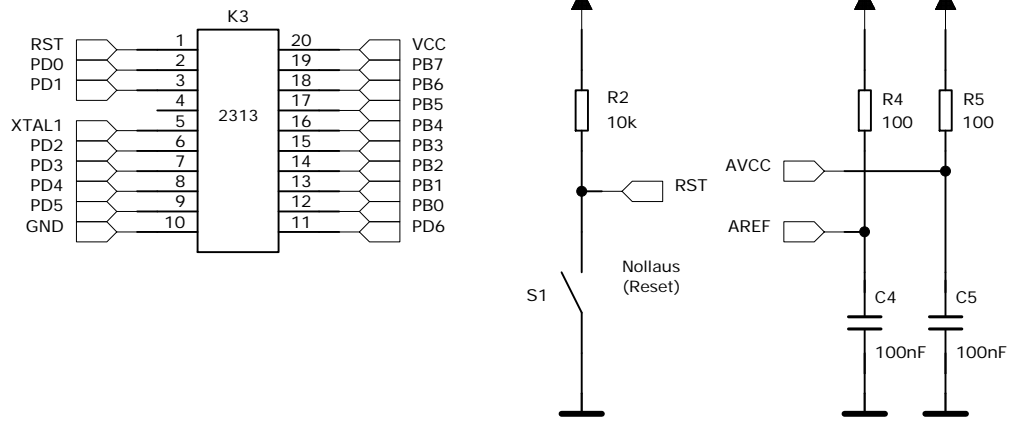 K3
RST 1 20 VCC
PD0 2 19 PB7
PD1 3 18 PB6
4 17 PB5
2313
XTAL1 5 16 PB4
PD2 6 15 PB3
PD3 7 14 PB2
PD4 8 13 PB1
PD5 9 12 PB0
GND 10 11 PD6
R2
10k
RST
S1
Nollaus
(Reset)
R4
100
R5
100
AVCC
AREF
C4
100nF
C5
100nF